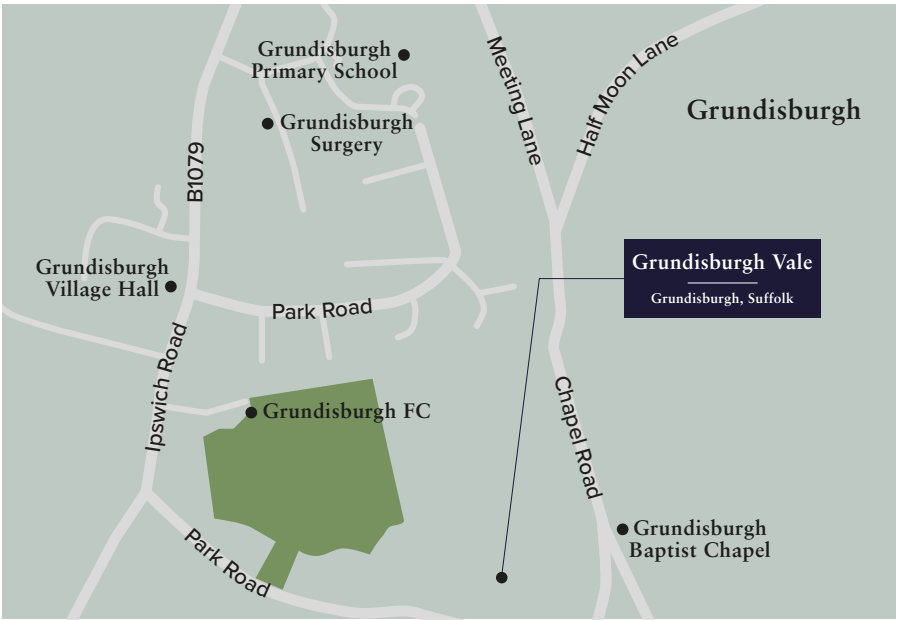 Grundisburgh
Primary School
Meeting Lane
Half Moon Lane
Grundisburgh
Grundisburgh
Surgery
B1079
Grundisburgh
Village Hall
Grundisburgh Vale
Grundisburgh, Suffolk
Park Road
Ipswich Road
Grundisburgh FC
Chapel Road
Grundisburgh
Baptist Chapel
Park Road